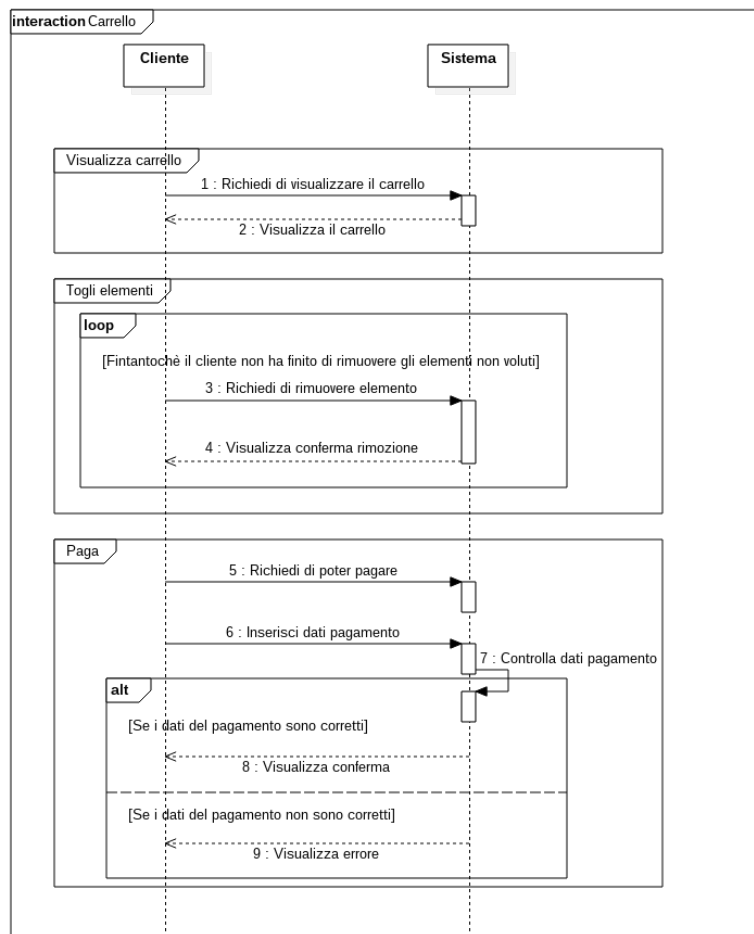 interaction Carrello
Cliente
Sistema
Visualizza carrello
1 : Richiedi di visualizzare il carrello
2 : Visualizza il carrello
Togli elementi
loop
[Fintantochè il cliente non ha finito di rimuovere gli elementi non voluti]
3 : Richiedi di rimuovere elemento
4 : Visualizza conferma rimozione
Paga
5 : Richiedi di poter pagare
6 : Inserisci dati pagamento
7 : Controlla dati pagamento
alt
[Se i dati del pagamento sono corretti]
8 : Visualizza conferma
[Se i dati del pagamento non sono corretti]
9 : Visualizza errore